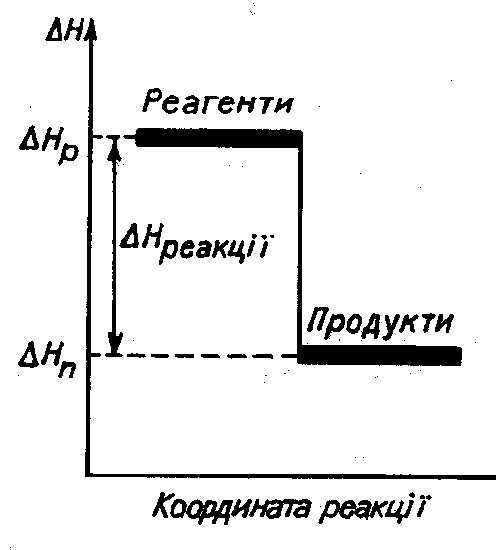 ΔH
Реагенти
ΔHр
ΔHреакції
Продукти
ΔHп
Координата реакції